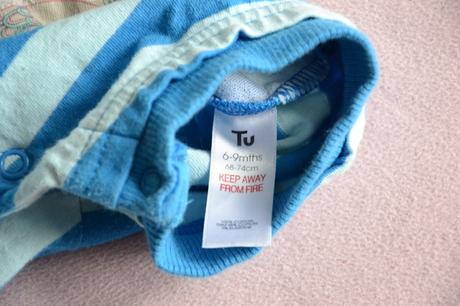 Tu
6-9mths
68-74cm
KEEP AWAY
FROM FIRE